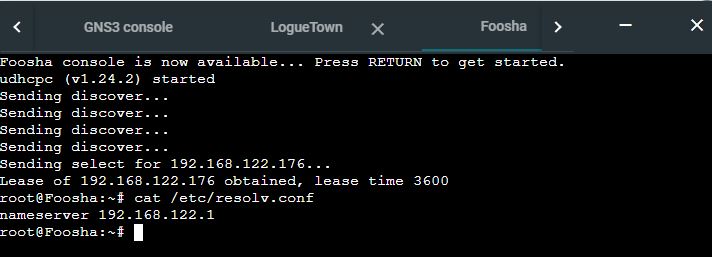 GNS3 console LogueTown Foosha
Foosha console is now available... Press RETURN to get started.
udhcpc (v1.24.2) started
Sending discover...
Sending discover...
Sending discover...
Sending discover...
Sending select for 192.168.122.176...
Lease of 192.168.122.176 obtained, lease time 3600
root@Foosha:~# cat /etc/resolv.conf
nameserver 192.168.122.1
root@Foosha:~#